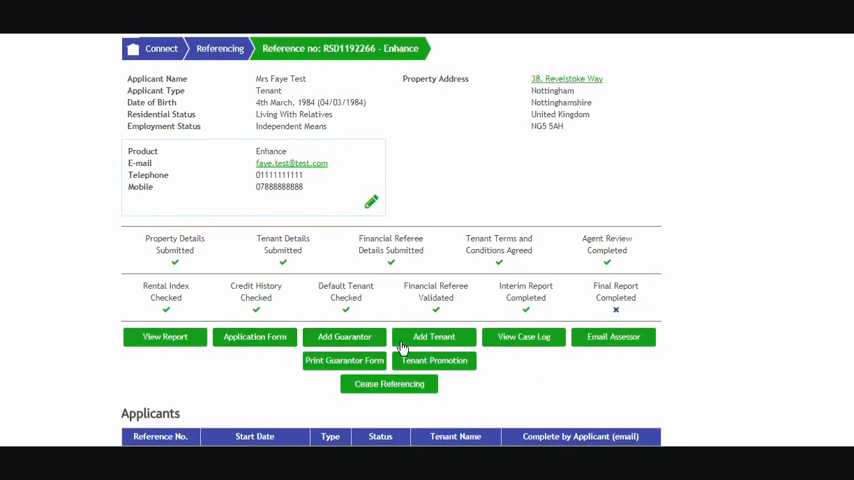 Connect Referencing Reference no: RSD1192266 - Enhance
Applicant Name Mrs Faye Test Property Address 38, Revelstoke Way
Applicant Type Tenant Nottingham
Date of Birth 4th March, 1984 (04/03/1984) Nottinghamshire
Residential Status Living With Relatives United Kingdom
Employment Status Independent Means NG5 5AH
Product Enhance
E-mail faye.test@test.com
Telephone 01111111111
Mobile 07888888888
Property Details Tenant Details Financial Referee Tenant Terms and Agent Review
Submitted Submitted Details Submitted Conditions Agreed Completed
Rental Index Credit History Default Tenant Financial Referee Interim Report Final Report
Checked Checked Checked Validated Completed Completed
View Report Application Form Add Guarantor Add Tenant View Case Log Email Assessor
Print Guarantor Form Tenant Promotion
Cease Referencing
Applicants
Reference No. Start Date Type Status Tenant Name Complete by Applicant (email)